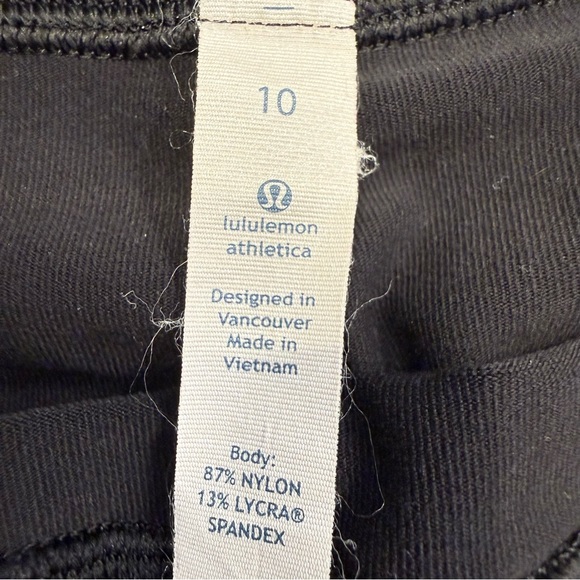 10
lululemon
athletica
Designed in
Vancouver
Made in
Vietnam
Body:
87% NYLON
13% LYCRA®
SPANDEX